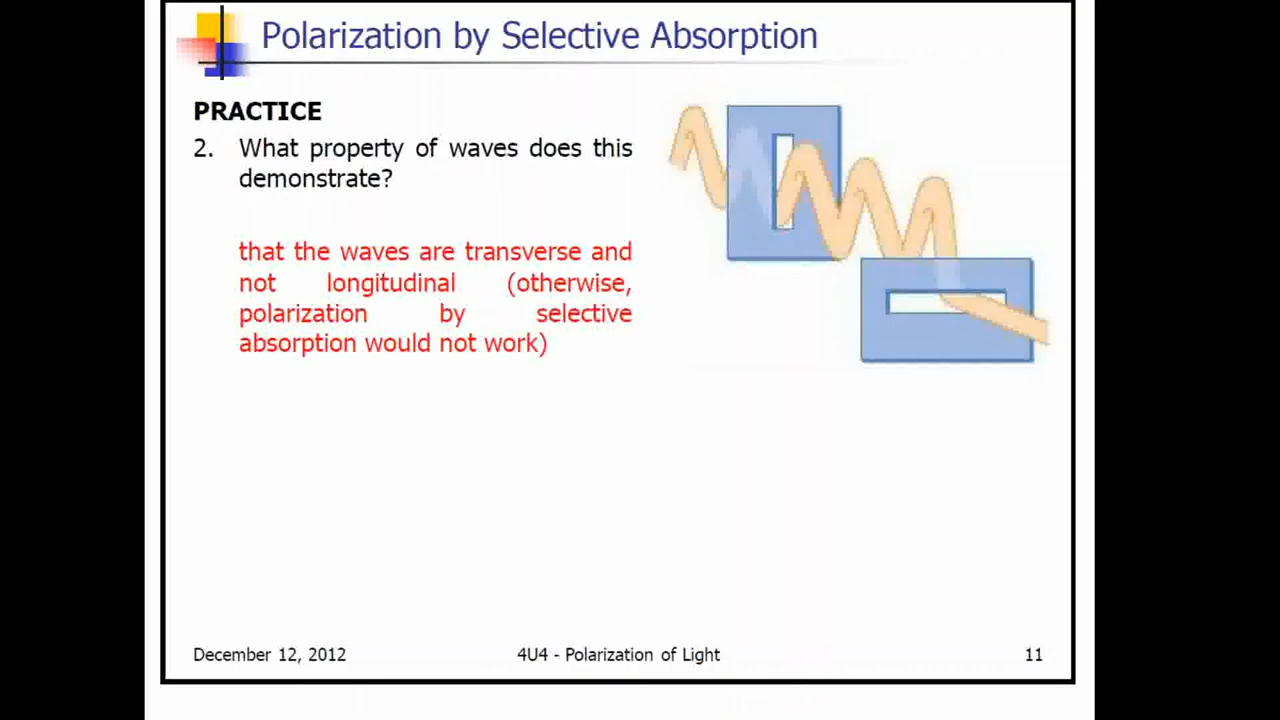 Polarization by Selective Absorption
PRACTICE
2. What property of waves does this
demonstrate?
that the waves are transverse and
not longitudinal (otherwise,
polarization by selective
absorption would not work)
December 12, 2012
4U4 - Polarization of Light
11